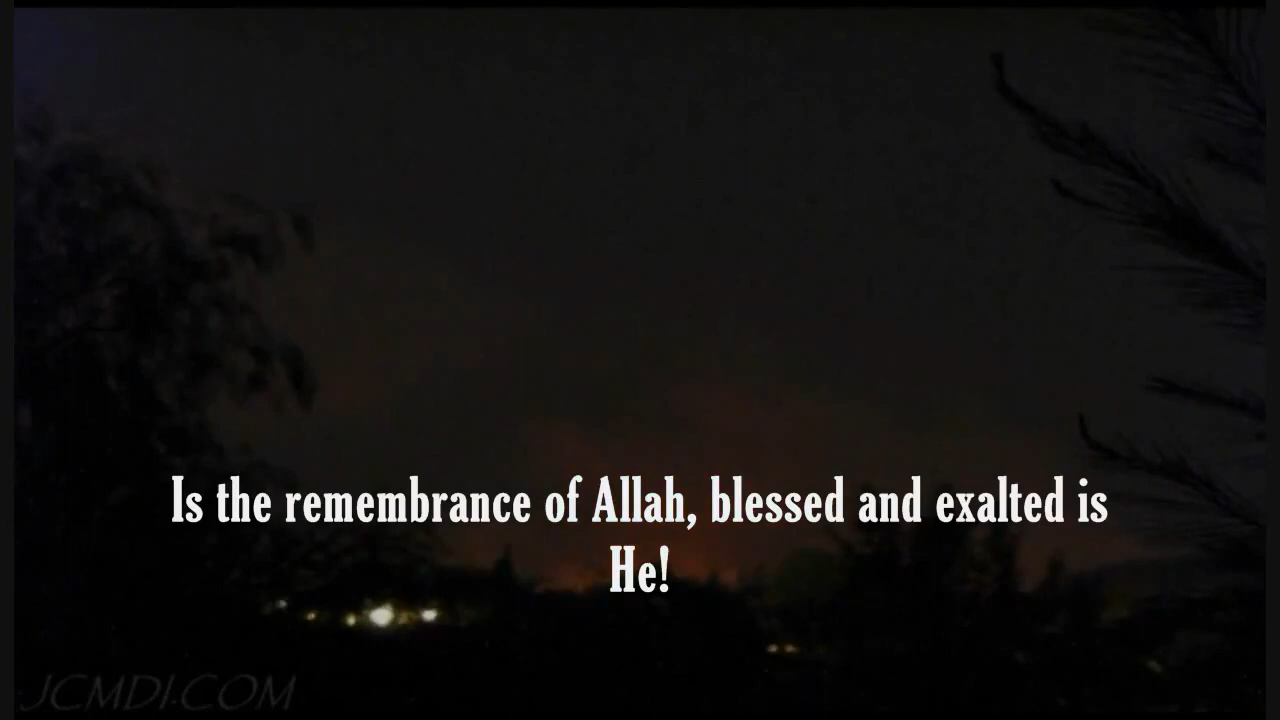 Is the remembrance of Allah, blessed and exalted is
He!
JCMDI.COM